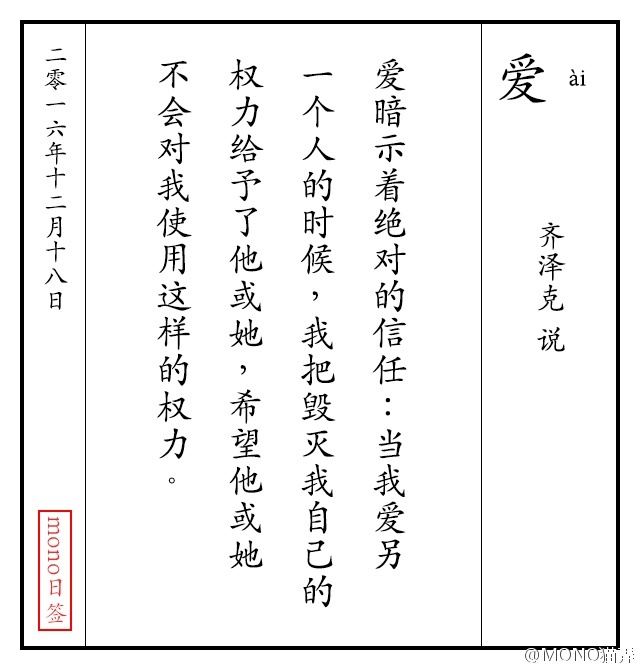 爱 ài
齐泽克 说
爱暗示着绝对的信任：当我爱另
一个人的时候，我把毁灭我自己的
权力给予了他或她，希望他或她
不会对我使用这样的权力。
二零一六年十二月十八日
mono日签
@MONO猫弄